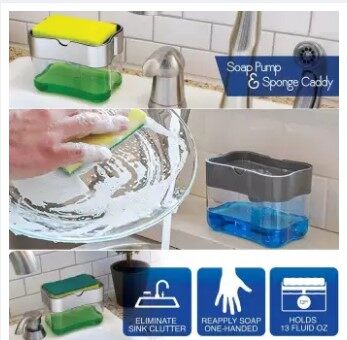 Soap Pump
& Sponge Caddy
ELIMINATE
SINK CLUTTER
REAPPLY SOAP
ONE-HANDED
HOLDS
13 FLUID OZ